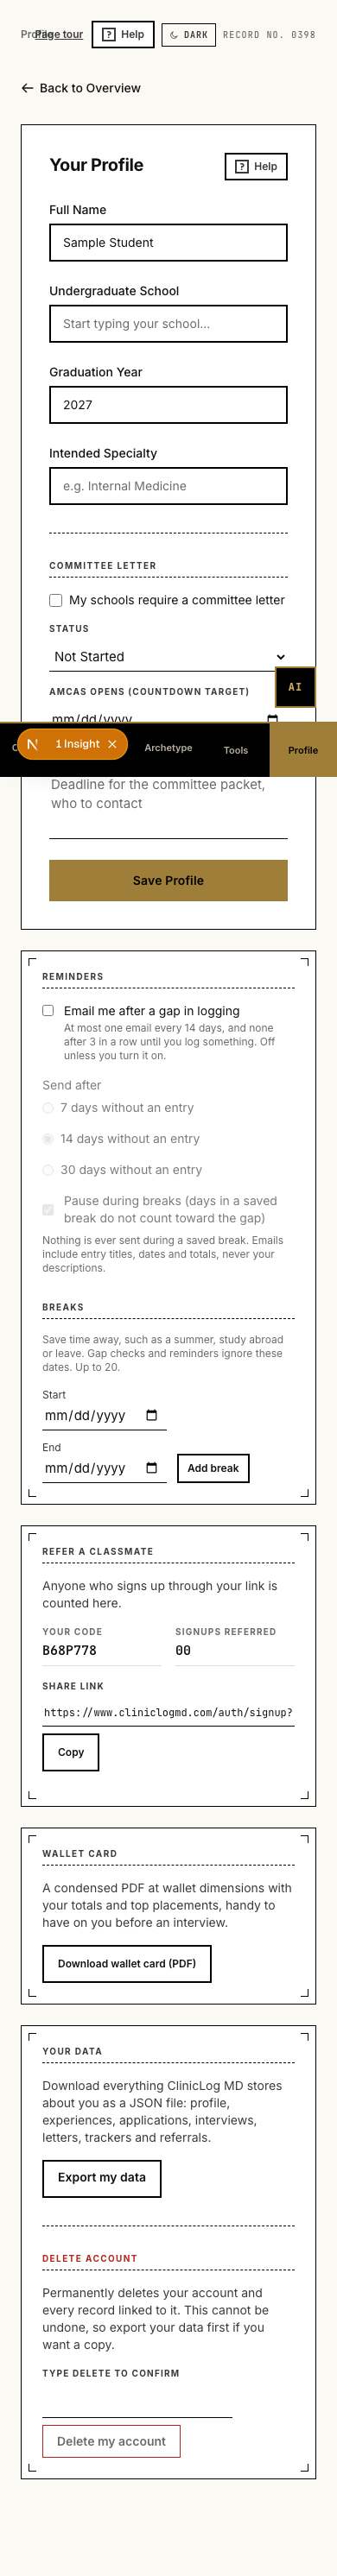 Profile
Page tour
? Help
DARK
RECORD NO. 0398
← Back to Overview
Your Profile
? Help
Full Name
Sample Student
Undergraduate School
Start typing your school...
Graduation Year
2027
Intended Specialty
e.g. Internal Medicine
COMMITTEE LETTER
My schools require a committee letter
STATUS
Not Started
AI
AMCAS OPENS (COUNTDOWN TARGET)
mm/dd/yyyy
N 1 Insight ×
Archetype
Tools
Profile
Deadline for the committee packet,
who to contact
Save Profile
REMINDERS
Email me after a gap in logging
At most one email every 14 days, and none
after 3 in a row until you log something. Off
unless you turn it on.
Send after
7 days without an entry
14 days without an entry
30 days without an entry
Pause during breaks (days in a saved
break do not count toward the gap)
Nothing is ever sent during a saved break. Emails
include entry titles, dates and totals, never your
descriptions.
BREAKS
Save time away, such as a summer, study abroad
or leave. Gap checks and reminders ignore these
dates. Up to 20.
Start
mm/dd/yyyy
End
mm/dd/yyyy
Add break
REFER A CLASSMATE
Anyone who signs up through your link is
counted here.
YOUR CODE
B68P778
SIGNUPS REFERRED
00
SHARE LINK
https://www.cliniclogmd.com/auth/signup?
Copy
WALLET CARD
A condensed PDF at wallet dimensions with
your totals and top placements, handy to
have on you before an interview.
Download wallet card (PDF)
YOUR DATA
Download everything ClinicLog MD stores
about you as a JSON file: profile,
experiences, applications, interviews,
letters, trackers and referrals.
Export my data
DELETE ACCOUNT
Permanently deletes your account and
every record linked to it. This cannot be
undone, so export your data first if you
want a copy.
TYPE DELETE TO CONFIRM
Delete my account